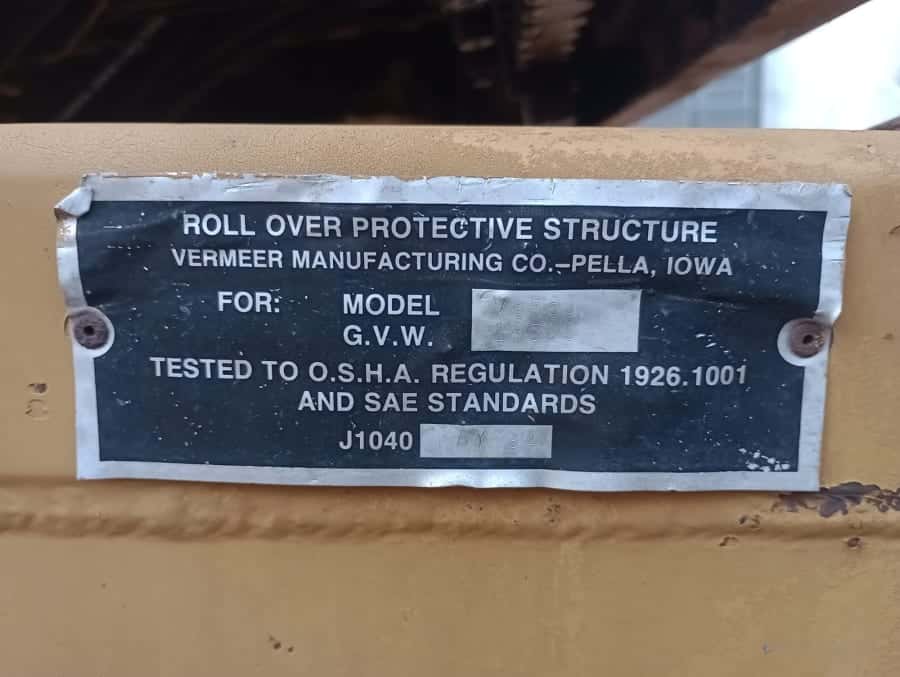 ROLL OVER PROTECTIVE STRUCTURE
VERMEER MANUFACTURING CO.-PELLA, IOWA
FOR: MODEL
G.V.W.
TESTED TO O.S.H.A. REGULATION 1926.1001
AND SAE STANDARDS
J1040